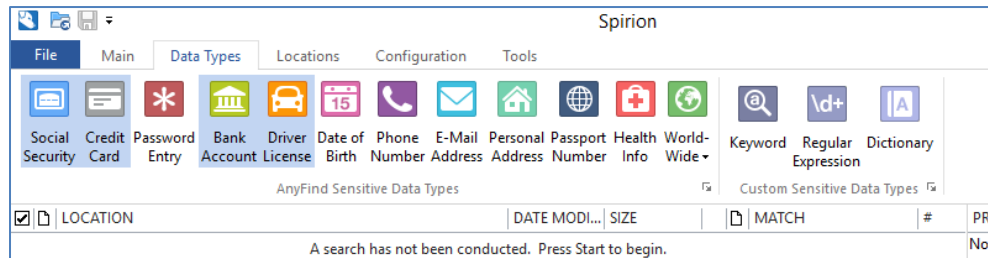 Spirion
File Main Data Types Locations Configuration Tools
15 \d+ A
Social Credit Password Bank Driver Date of Phone E-Mail Personal Passport Health World- Keyword Regular Dictionary
Security Card Entry Account License Birth Number Address Address Number Info Wide Expression
AnyFind Sensitive Data Types Custom Sensitive Data Types
LOCATION DATE MODI... SIZE MATCH # PR
A search has not been conducted. Press Start to begin. No